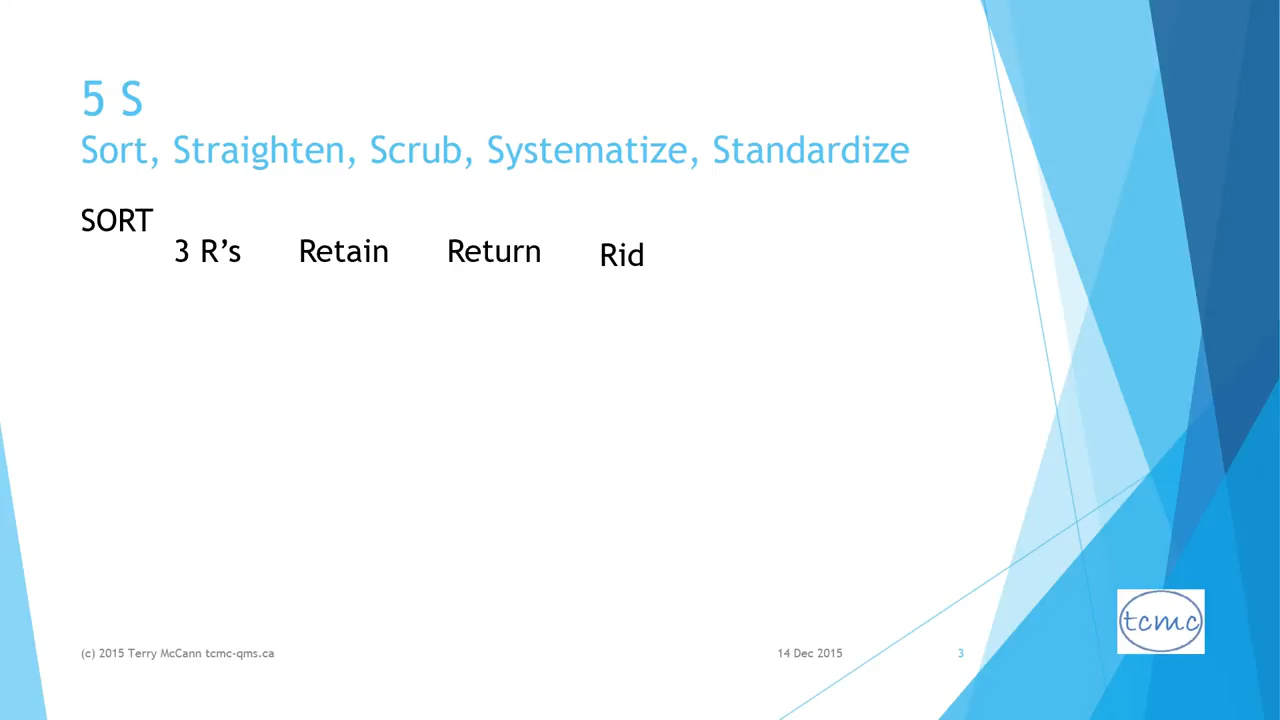 5 S
Sort, Straighten, Scrub, Systematize, Standardize
SORT
3 R’s Retain Return Rid
tcmc
(c) 2015 Terry McCann tcmc-qms.ca 14 Dec 2015 3